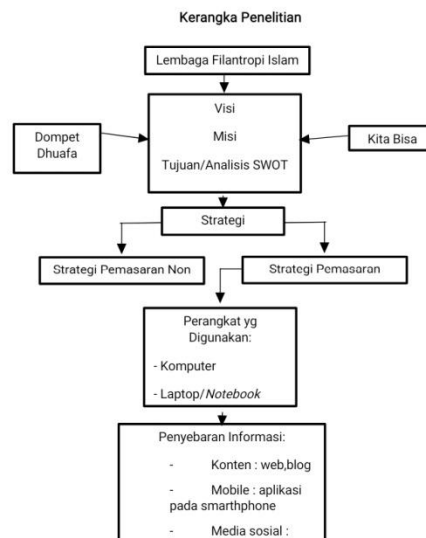 Kerangka Penelitian
Lembaga Filantropi Islam
Visi
Misi
Tujuan/Analisis SWOT
Dompet
Dhuafa
Kita Bisa
Strategi
Strategi Pemasaran Non
Strategi Pemasaran
Perangkat yg
Digunakan:
- Komputer
- Laptop/Notebook
Penyebaran Informasi:
- Konten : web,blog
- Mobile : aplikasi
pada smarthphone
- Media sosial :